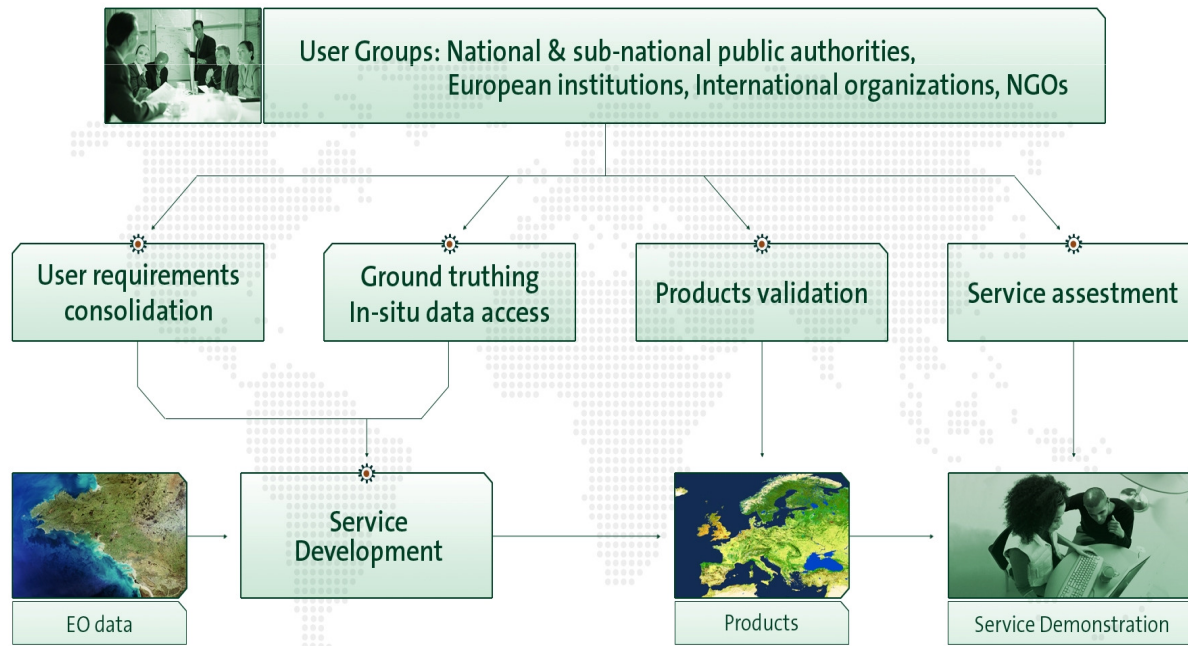 User Groups: National & sub-national public authorities,
European institutions, International organizations, NGOs
User requirements
consolidation
Ground truthing
In-situ data access
Products validation
Service assestment
Service
Development
EO data
Products
Service Demonstration